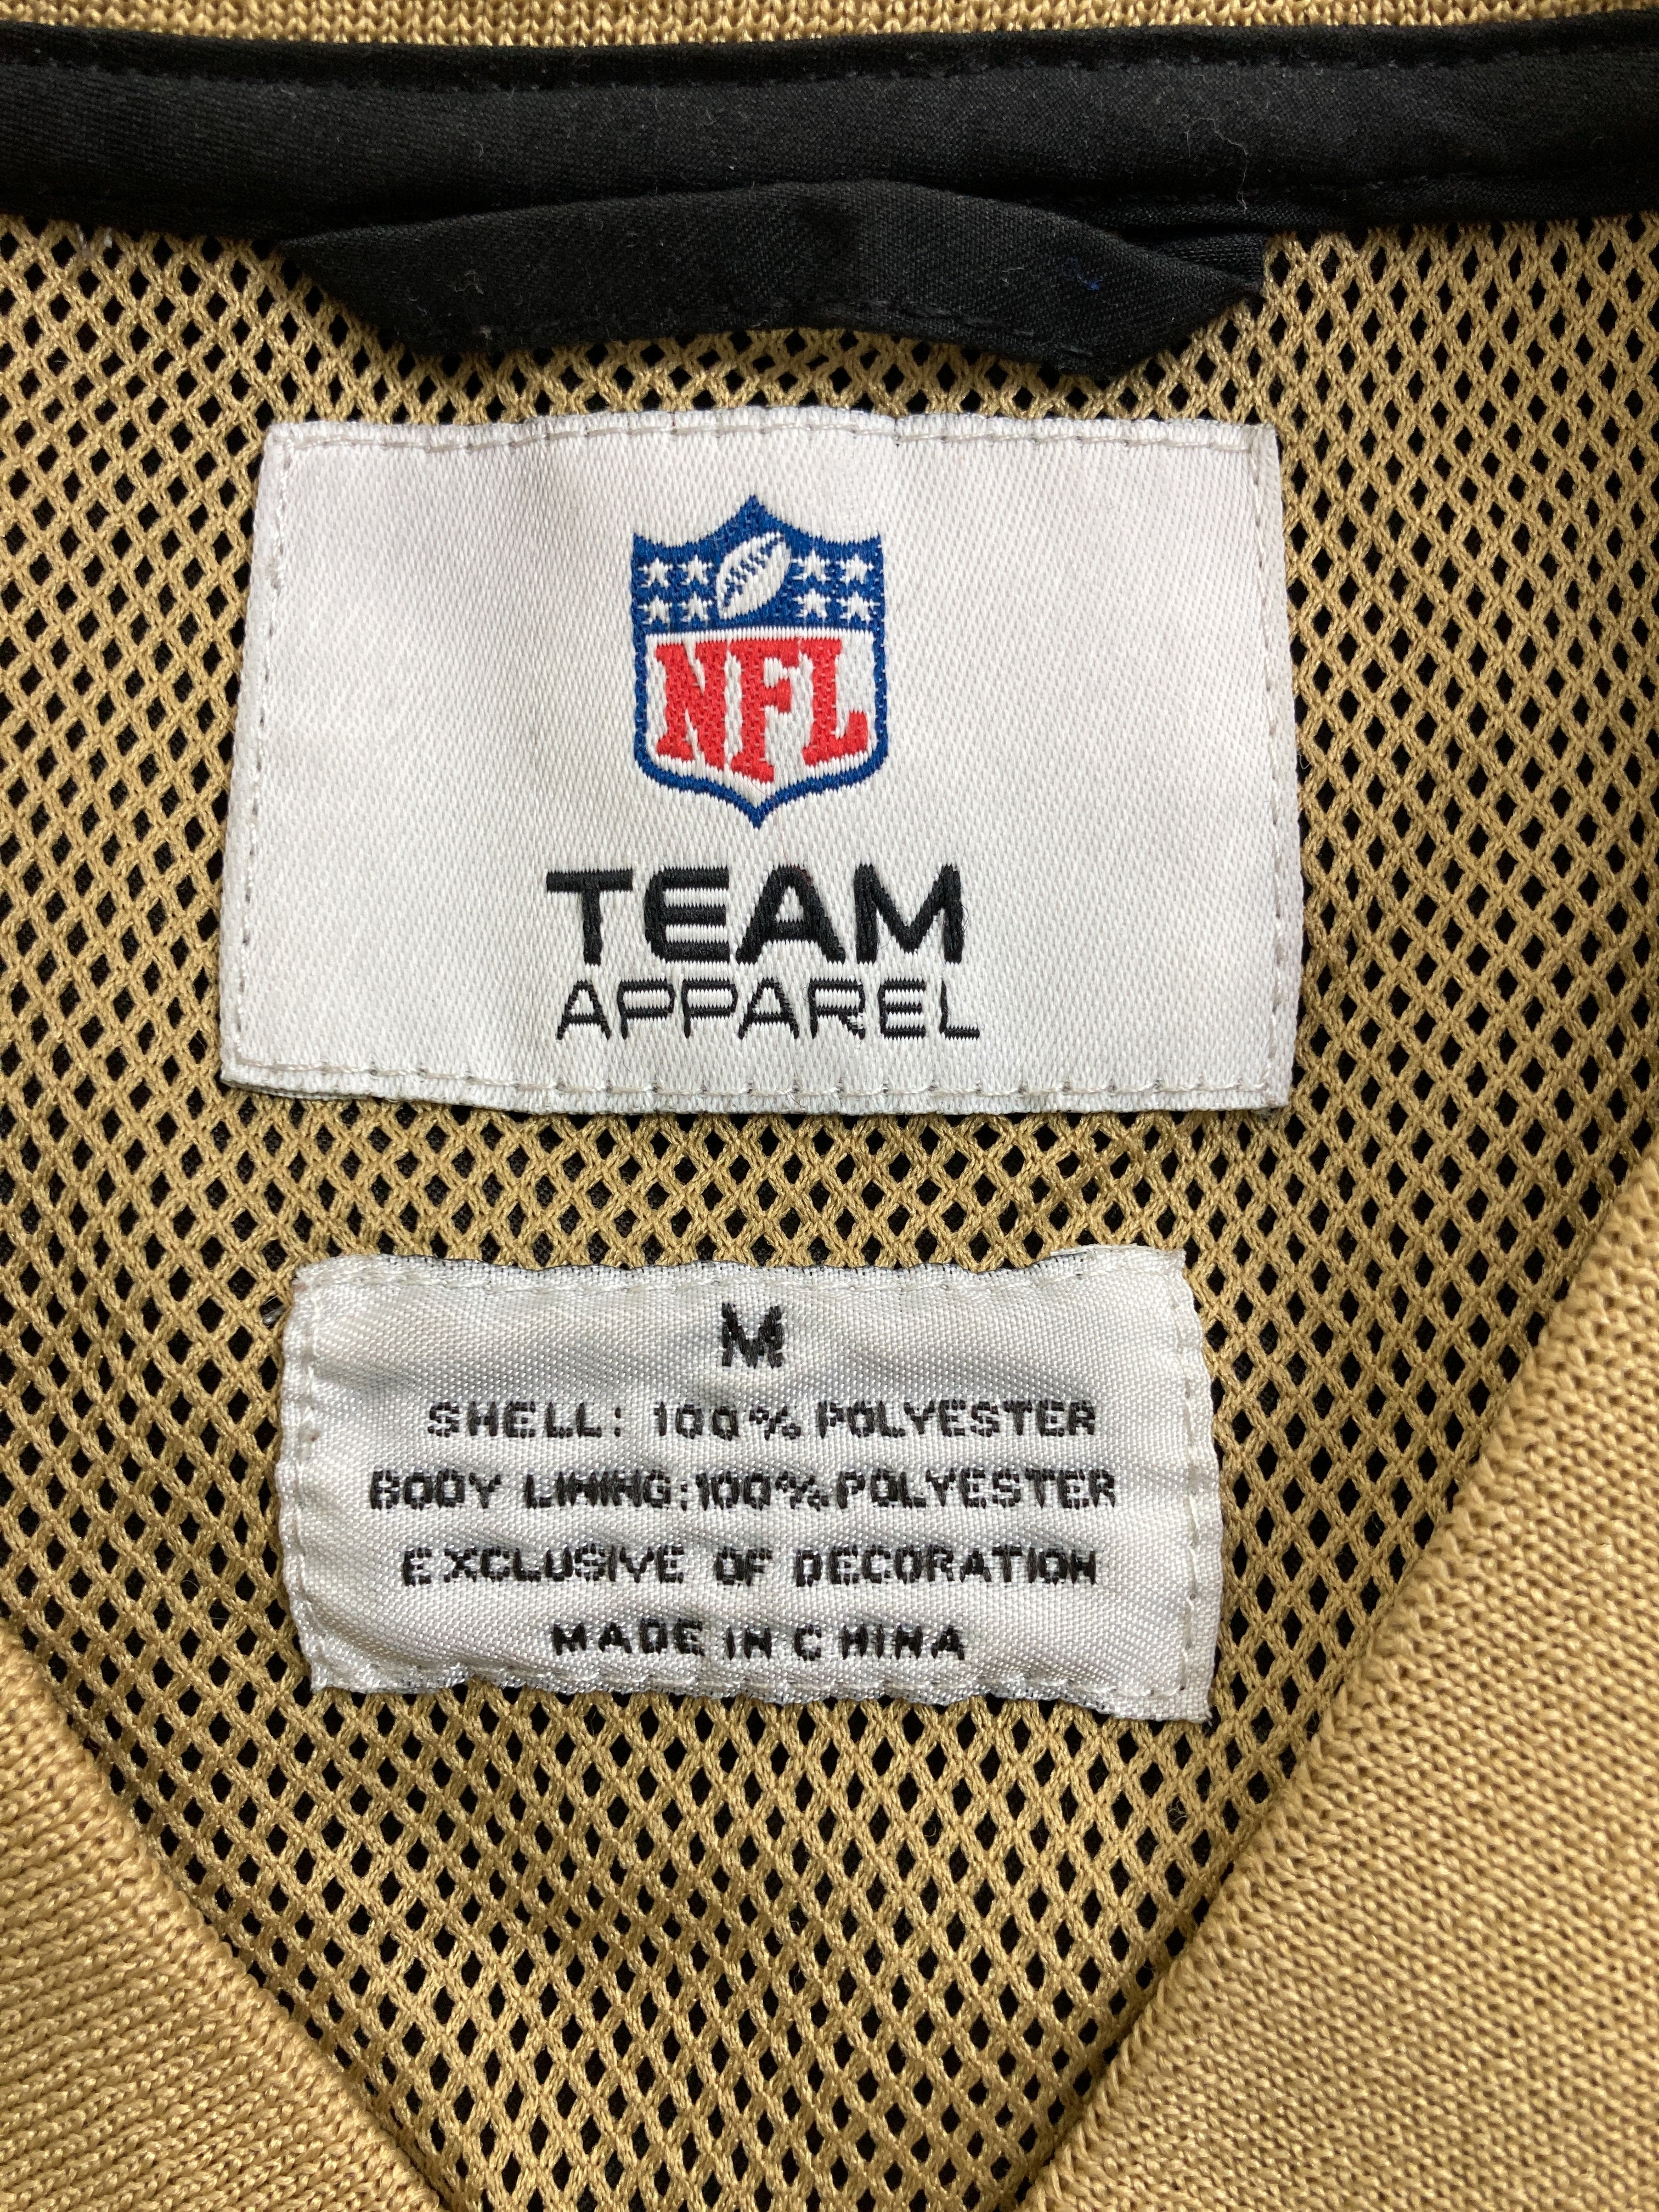 NFL
TEAM
APPAREL
M
SHELL: 100% POLYESTER
BODY LINING:100% POLYESTER
EXCLUSIVE OF DECORATION
MADE IN CHINA